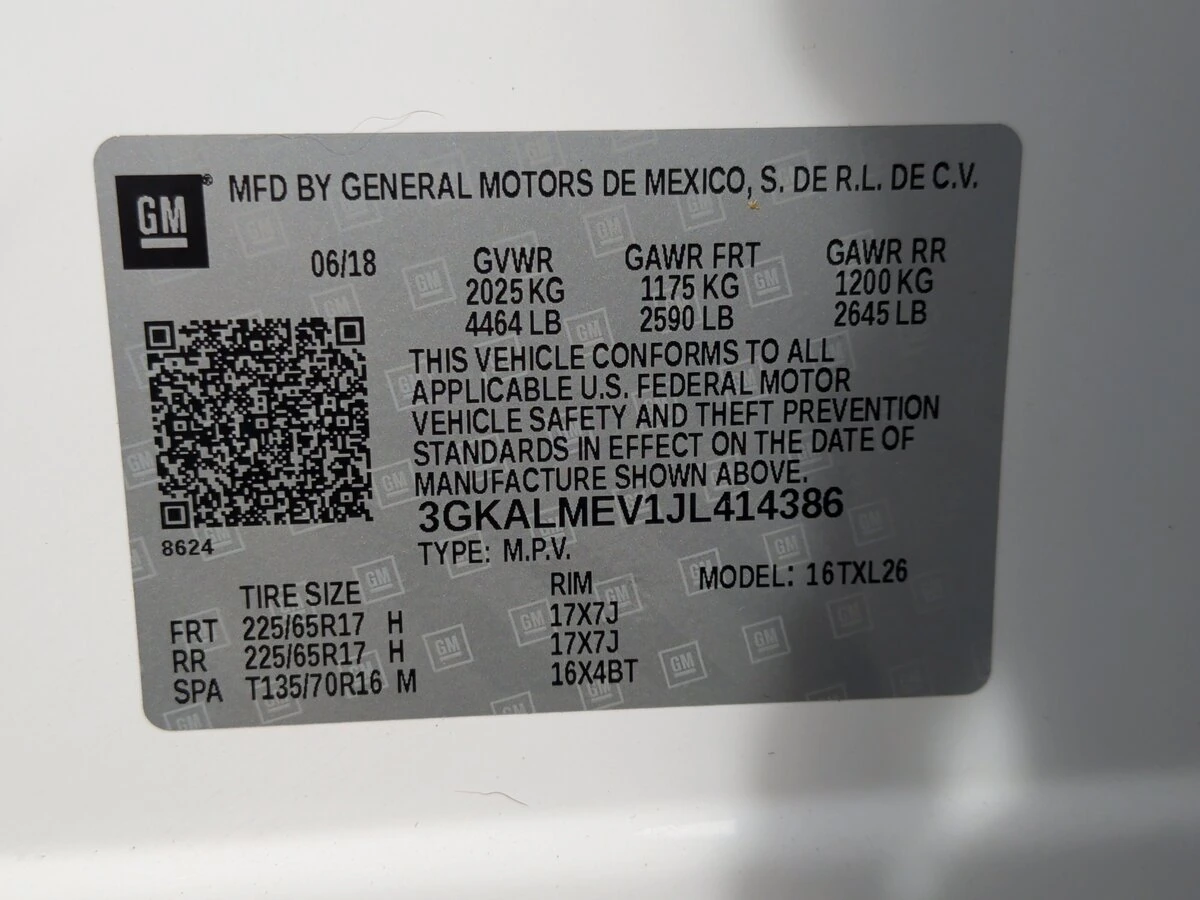 GM
MFD BY GENERAL MOTORS DE MEXICO, S. DE R.L. DE C.V.
06/18 GVWR GAWR FRT GAWR RR
2025 KG 1175 KG 1200 KG
4464 LB 2590 LB 2645 LB
THIS VEHICLE CONFORMS TO ALL
APPLICABLE U.S. FEDERAL MOTOR
VEHICLE SAFETY AND THEFT PREVENTION
STANDARDS IN EFFECT ON THE DATE OF
MANUFACTURE SHOWN ABOVE.
3GKALMEV1JL414386
8624
TYPE: M.P.V.
TIRE SIZE RIM MODEL: 16TXL26
FRT 225/65R17 H 17X7J
RR 225/65R17 H 17X7J
SPA T135/70R16 M 16X4BT